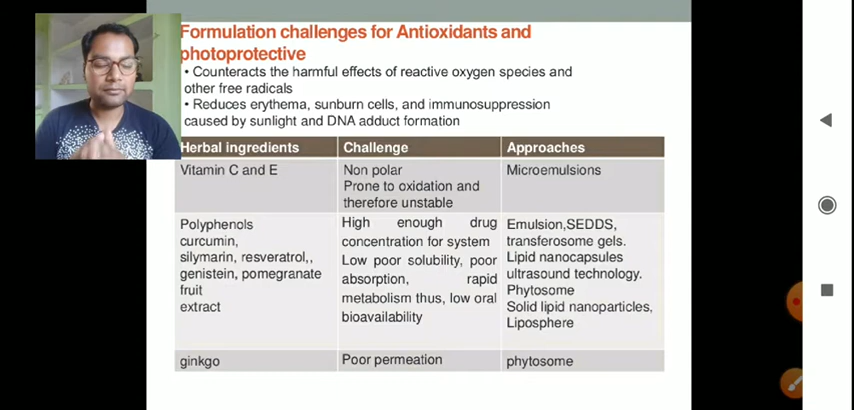 Formulation challenges for Antioxidants and
photoprotective
• Counteracts the harmful effects of reactive oxygen species and
other free radicals
• Reduces erythema, sunburn cells, and immunosuppression
caused by sunlight and DNA adduct formation
Herbal ingredients Challenge Approaches
Vitamin C and E
Non polar
Prone to oxidation and
therefore unstable
Microemulsions
Polyphenols
curcumin,
silymarin, resveratrol,,
genistein, pomegranate
fruit
extract
High enough drug
concentration for system
Low poor solubility, poor
absorption, rapid
metabolism thus, low oral
bioavailability
Emulsion,SEDDS,
transferosome gels.
Lipid nanocapsules
ultrasound technology.
Phytosome
Solid lipid nanoparticles,
Liposphere
ginkgo
Poor permeation
phytosome